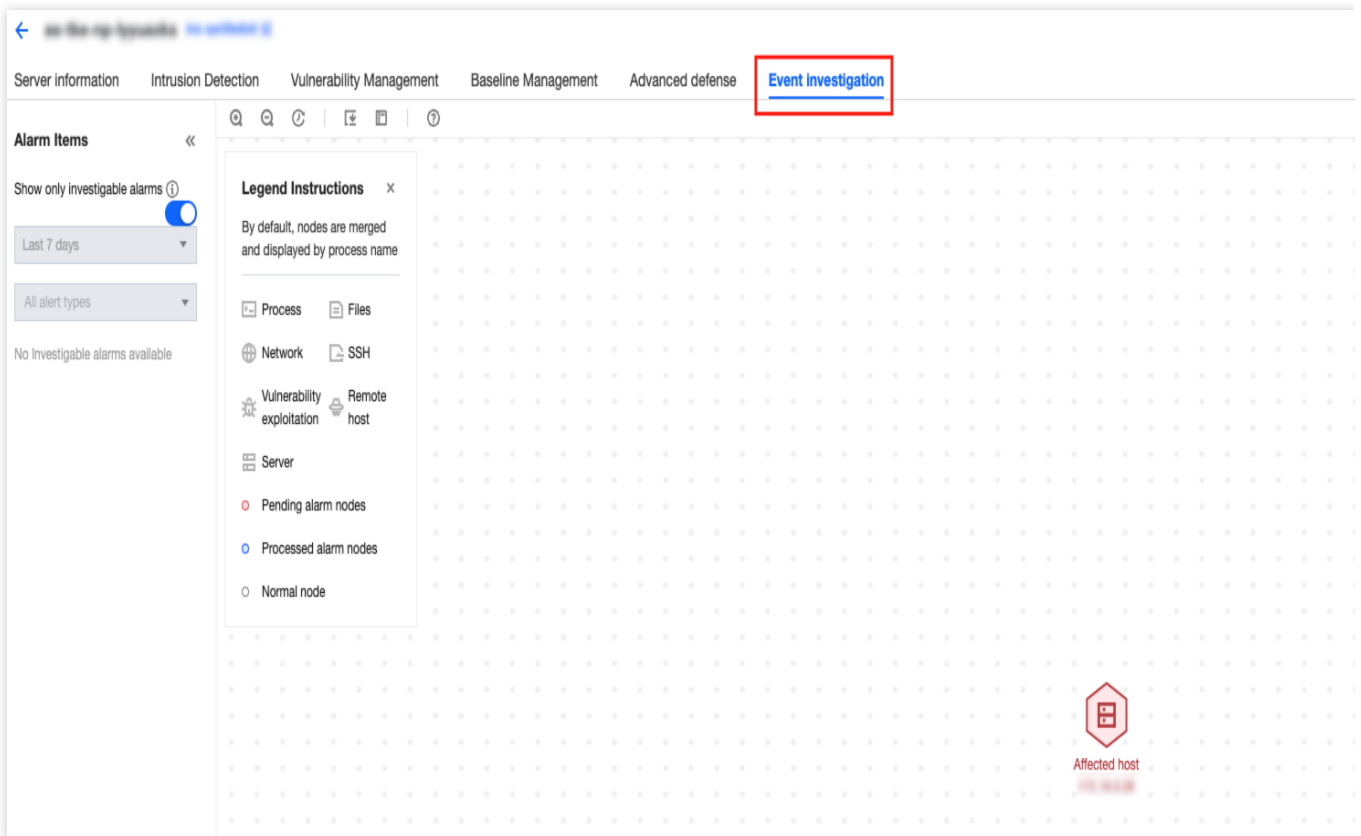 Server information Intrusion Detection Vulnerability Management Baseline Management Advanced defense Event investigation
Alarm Items
Show only investigable alarms
Last 7 days
All alert types
No Investigable alarms available
Legend Instructions
By default, nodes are merged
and displayed by process name
Process Files
Network SSH
Vulnerability
exploitation
Remote
host
Server
Pending alarm nodes
Processed alarm nodes
Normal node
Affected host